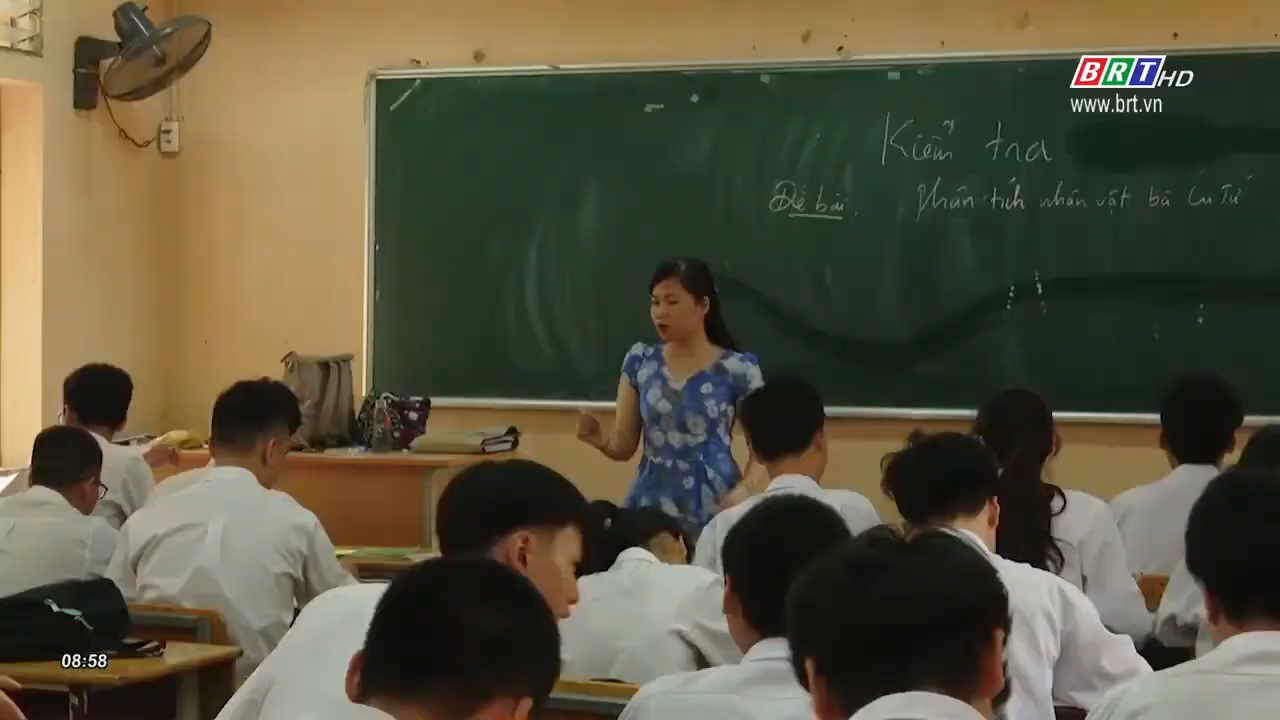 BRT HD
www.brt.vn
Kiểm tra
Đề bài: Phân tích nhân vật bà Cụ Tứ
08:58